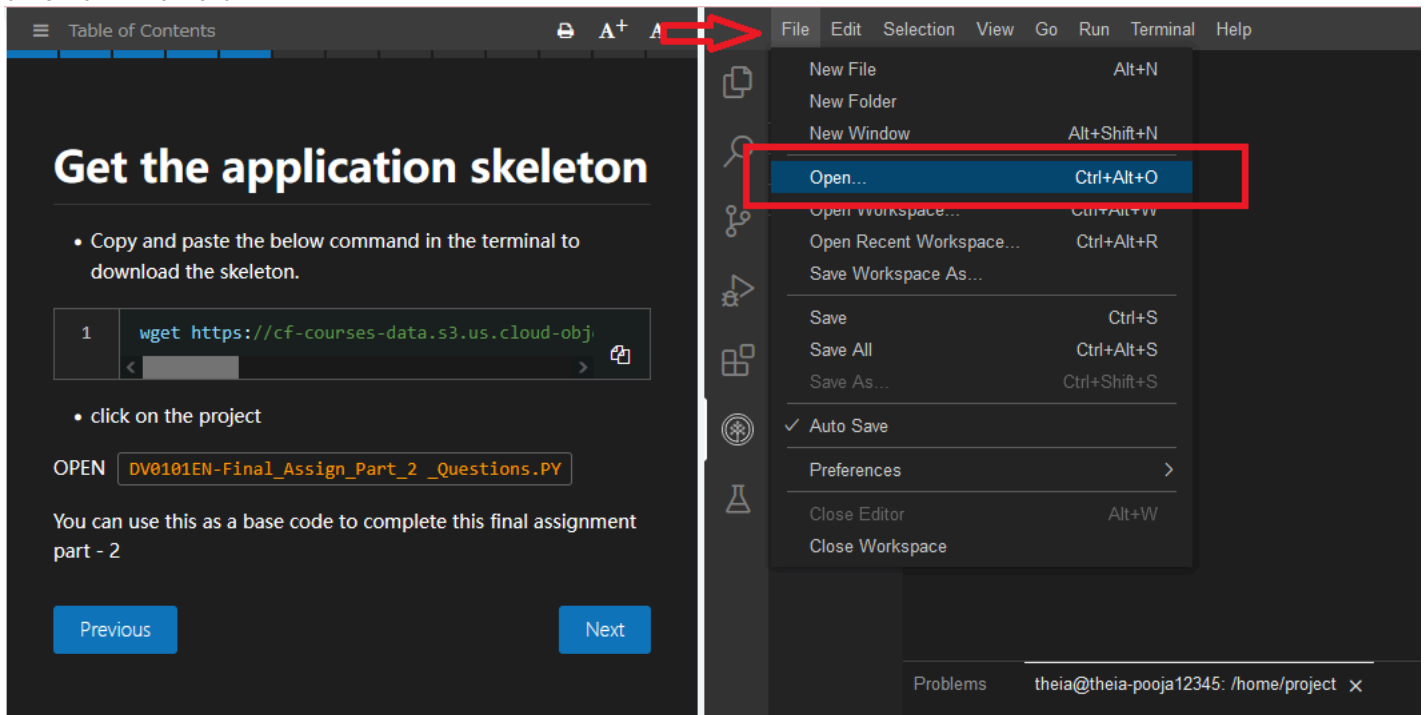 Table of Contents
A+
A
Get the application skeleton
• Copy and paste the below command in the terminal to
download the skeleton.
1 wget https://cf-courses-data.s3.us.cloud-obj
• click on the project
OPEN DV0101EN-Final_Assign_Part_2 _Questions.PY
You can use this as a base code to complete this final assignment
part - 2
Previous
Next
File Edit Selection View Go Run Terminal Help
New File Alt+N
New Folder
New Window Alt+Shift+N
Open... Ctrl+Alt+O
Open Workspace... Ctrl+Alt+W
Open Recent Workspace... Ctrl+Alt+R
Save Workspace As...
Save Ctrl+S
Save All Ctrl+Alt+S
Save As... Ctrl+Shift+S
✓ Auto Save
Preferences >
Close Editor Alt+W
Close Workspace
Problems theia@theia-pooja12345: /home/project ×